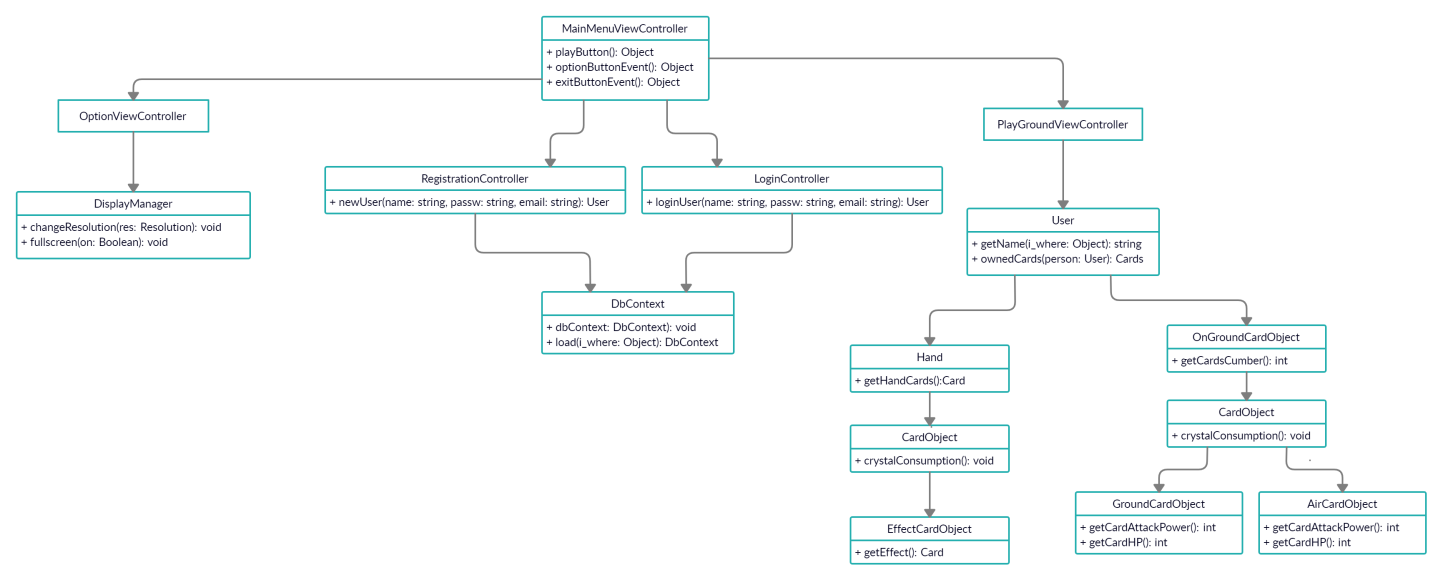 MainMenuViewController
+ playButton(): Object
+ optionButtonEvent(): Object
+ exitButtonEvent(): Object
OptionViewController
PlayGroundViewController
DisplayManager
+ changeResolution(res: Resolution): void
+ fullscreen(on: Boolean): void
RegistrationController
+ newUser(name: string, passw: string, email: string): User
LoginController
+ loginUser(name: string, passw: string, email: string): User
User
+ getName(i_where: Object): string
+ ownedCards(person: User): Cards
DbContext
+ dbContext: DbContext): void
+ load(i_where: Object): DbContext
Hand
+ getHandCards():Card
OnGroundCardObject
+ getCardsCumber(): int
CardObject
+ crystalConsumption(): void
CardObject
+ crystalConsumption(): void
EffectCardObject
+ getEffect(): Card
GroundCardObject
+ getCardAttackPower(): int
+ getCardHP(): int
AirCardObject
+ getCardAttackPower(): int
+ getCardHP(): int